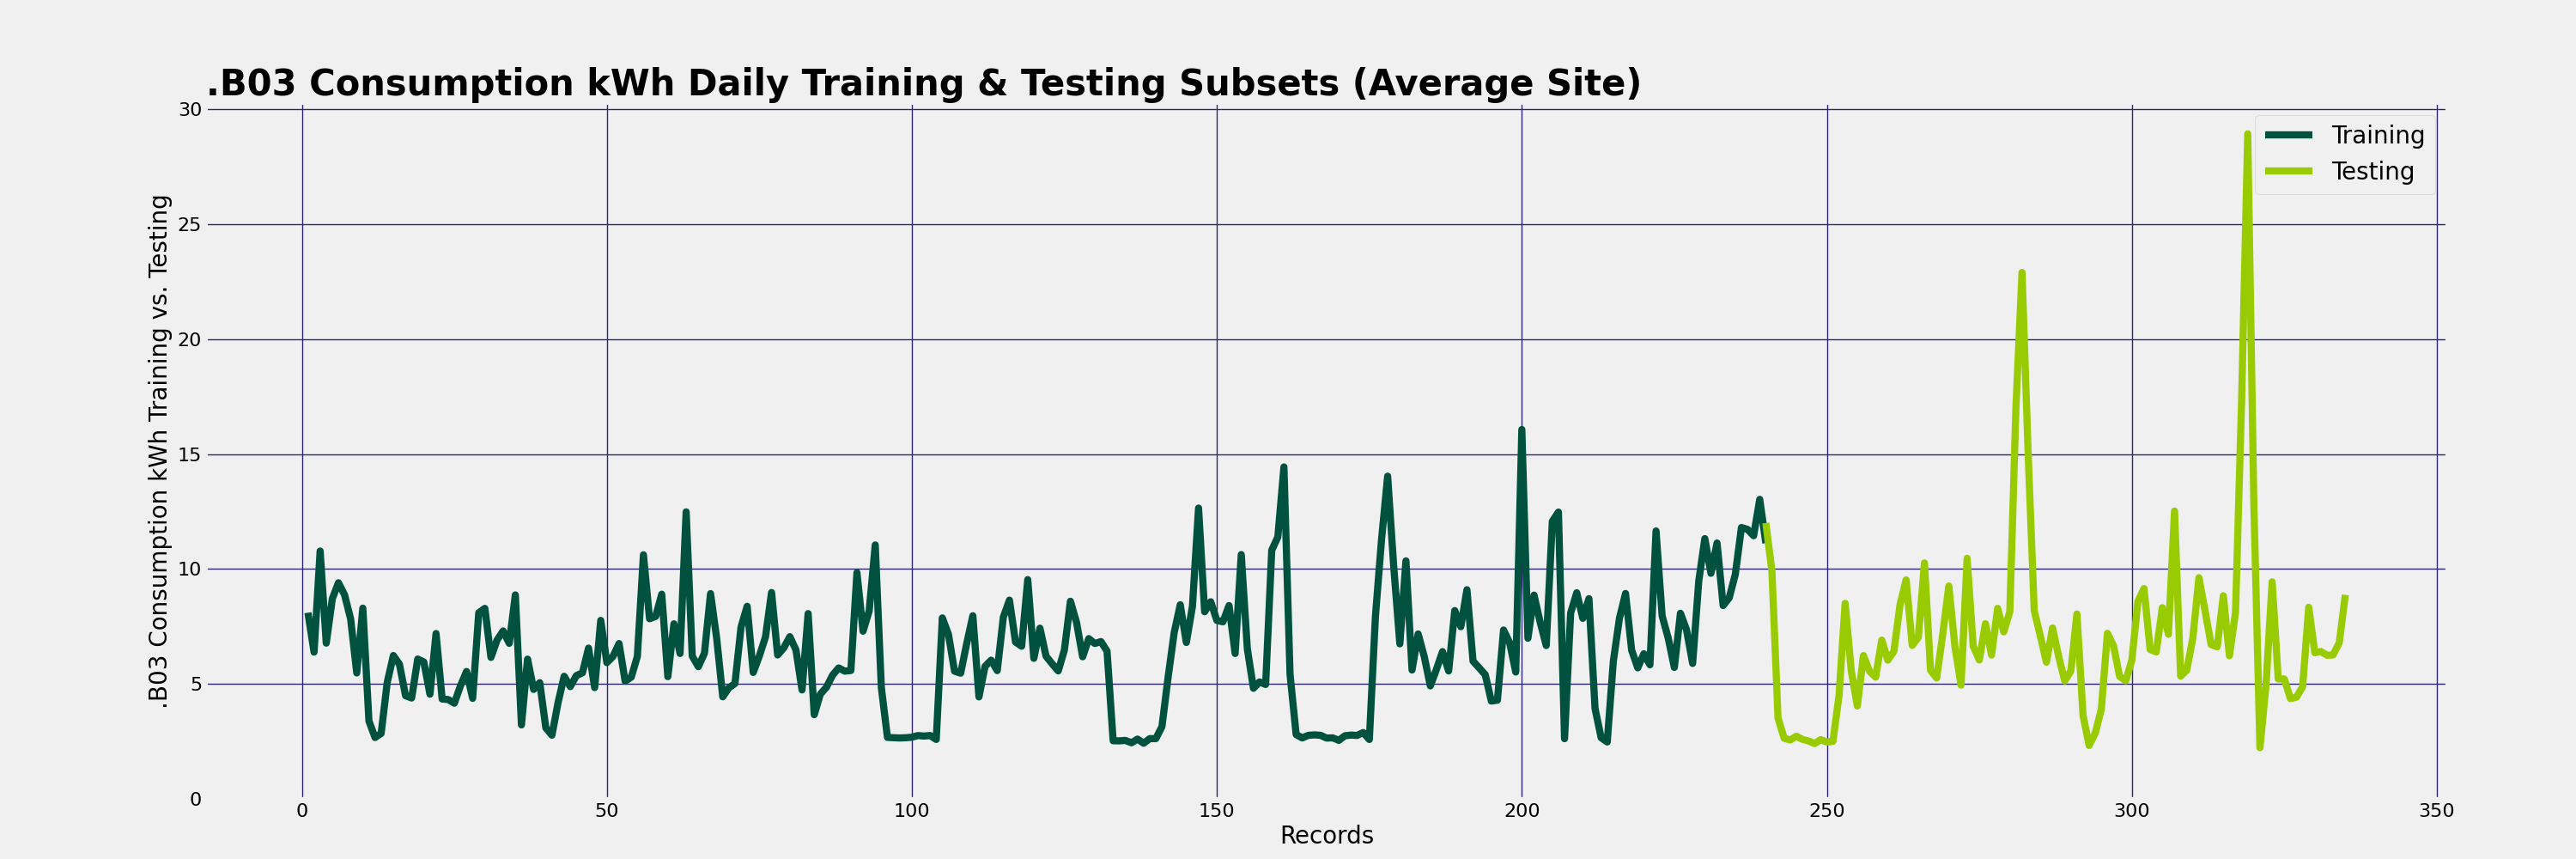 .B03 Consumption kWh Daily Training & Testing Subsets (Average Site)
.B03 Consumption kWh Training vs. Testing
30
25
20
15
10
5
0
Training
Testing
0 50 100 150 200 250 300 350
Records